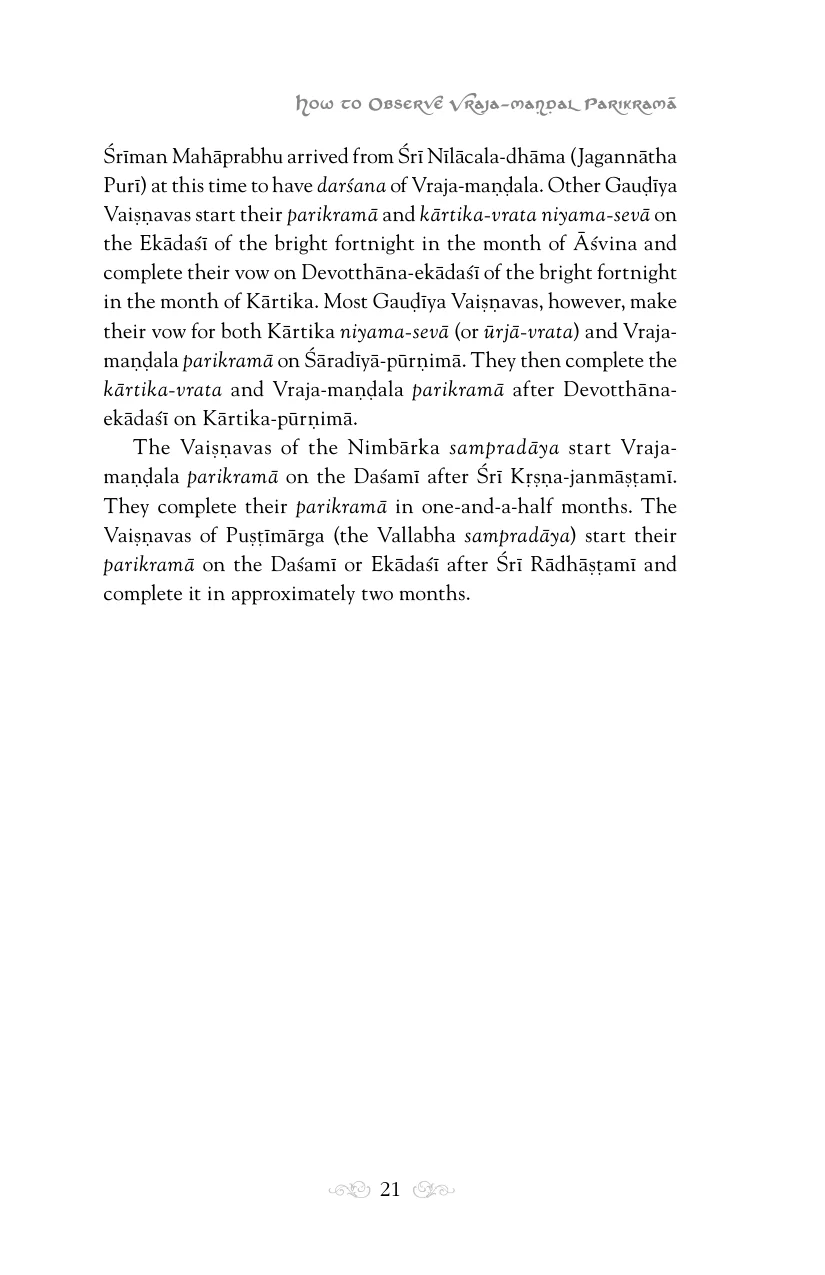 How to Observe Vraja-maṇḍal Parikramā
Śrīman Mahāprabhu arrived from Śrī Nīlācala-dhāma (Jagannātha
Purī) at this time to have darśana of Vraja-maṇḍala. Other Gauḍīya
Vaiṣṇavas start their parikramā and kārtika-vrata niyama-sevā on
the Ekādaśī of the bright fortnight in the month of Āśvina and
complete their vow on Devotthāna-ekādaśī of the bright fortnight
in the month of Kārtika. Most Gauḍīya Vaiṣṇavas, however, make
their vow for both Kārtika niyama-sevā (or ūrjā-vrata) and Vraja-
maṇḍala parikramā on Śāradīyā-pūrṇimā. They then complete the
kārtika-vrata and Vraja-maṇḍala parikramā after Devotthāna-
ekādaśī on Kārtika-pūrṇimā.
The Vaiṣṇavas of the Nimbārka sampradāya start Vraja-
maṇḍala parikramā on the Daśamī after Śrī Kṛṣṇa-janmāṣṭamī.
They complete their parikramā in one-and-a-half months. The
Vaiṣṇavas of Puṣṭīmārga (the Vallabha sampradāya) start their
parikramā on the Daśamī or Ekādaśī after Śrī Rādhāṣṭamī and
complete it in approximately two months.
21